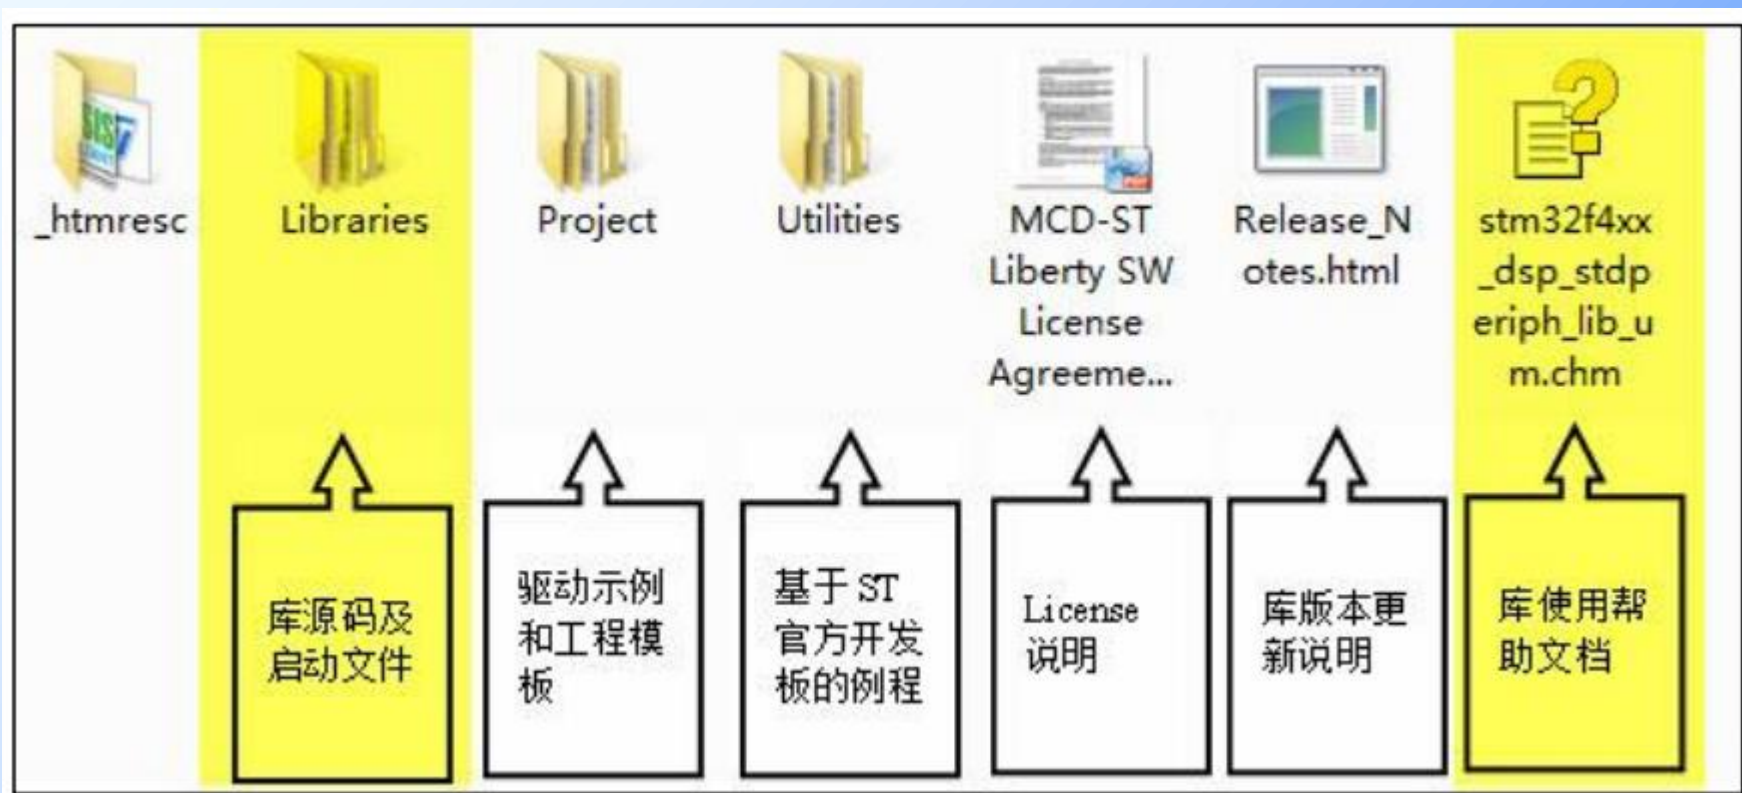 _htmresc
Libraries
Project
Utilities
MCD-ST
Liberty SW
License
Agreeme...
Release_N
otes.html
stm32f4xx
_dsp_stdp
eriph_lib_u
m.chm
库源码及
启动文件
驱动示例
和工程模
板
基于 ST
官方开发
板的例程
License
说明
库版本更
新说明
库使用帮
助文档